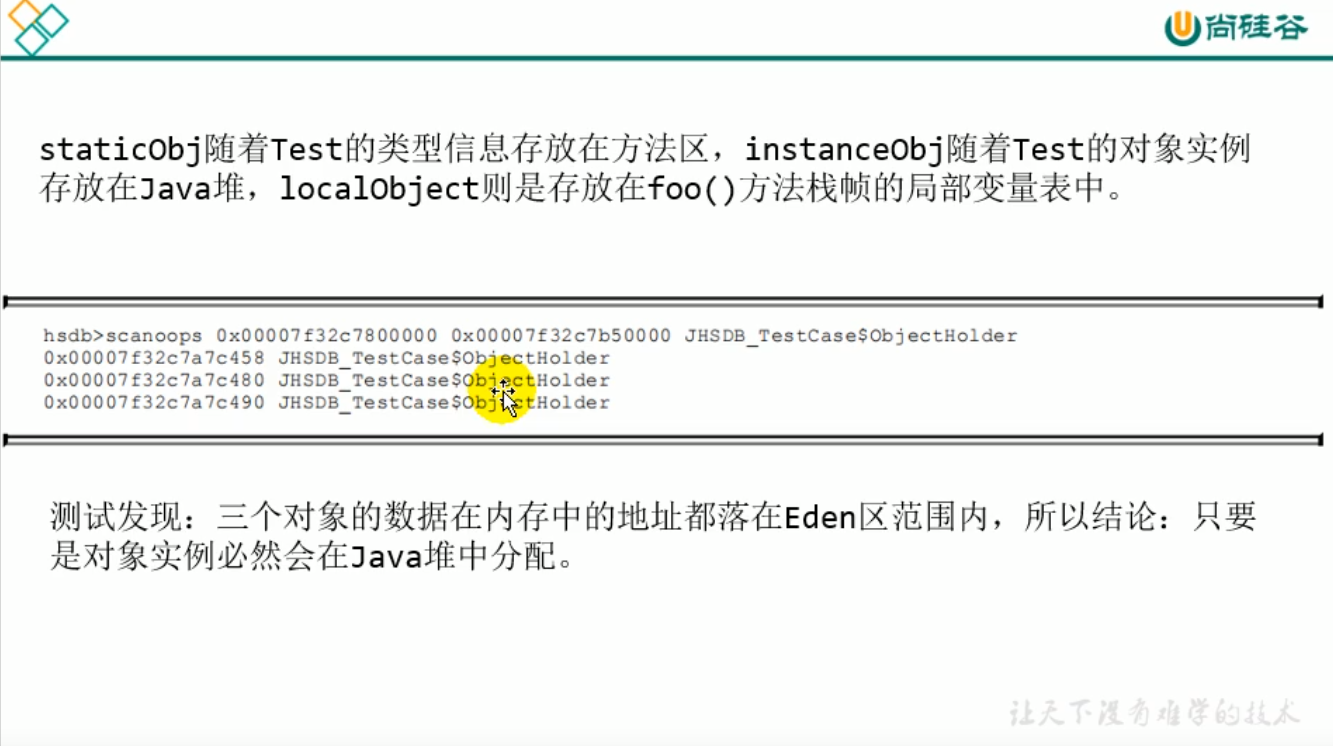 尚硅谷
staticObj随着Test的类型信息存放在方法区，instanceObj随着Test的对象实例
存放在Java堆，localObject则是存放在foo()方法栈帧的局部变量表中。
hsdb>scanoops 0x00007f32c7800000 0x00007f32c7b50000 JHSDB_TestCase$ObjectHolder
0x00007f32c7a7c458 JHSDB_TestCase$ObjectHolder
0x00007f32c7a7c480 JHSDB_TestCase$ObjectHolder
0x00007f32c7a7c490 JHSDB_TestCase$ObjectHolder
测试发现：三个对象的数据在内存中的地址都落在Eden区范围内，所以结论：只要
是对象实例必然会在Java堆中分配。
让天下没有难学的技术